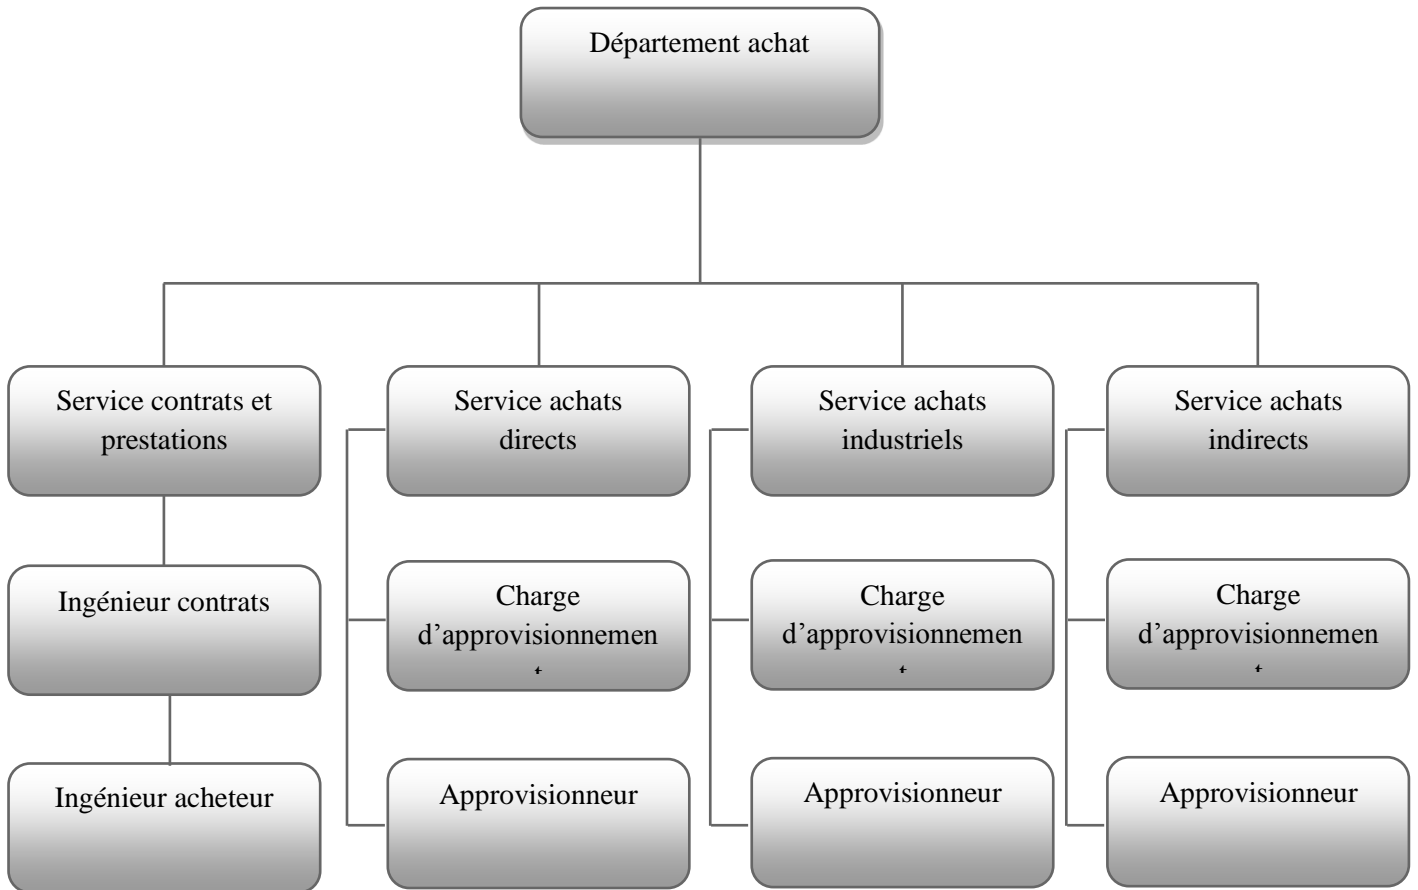 Département achat
Service contrats et
prestations
Service achats
directs
Service achats
industriels
Service achats
indirects
Ingénieur contrats
Charge
d’approvisionnemen
t
Charge
d’approvisionnemen
t
Charge
d’approvisionnemen
t
Ingénieur acheteur
Approvisionneur
Approvisionneur
Approvisionneur